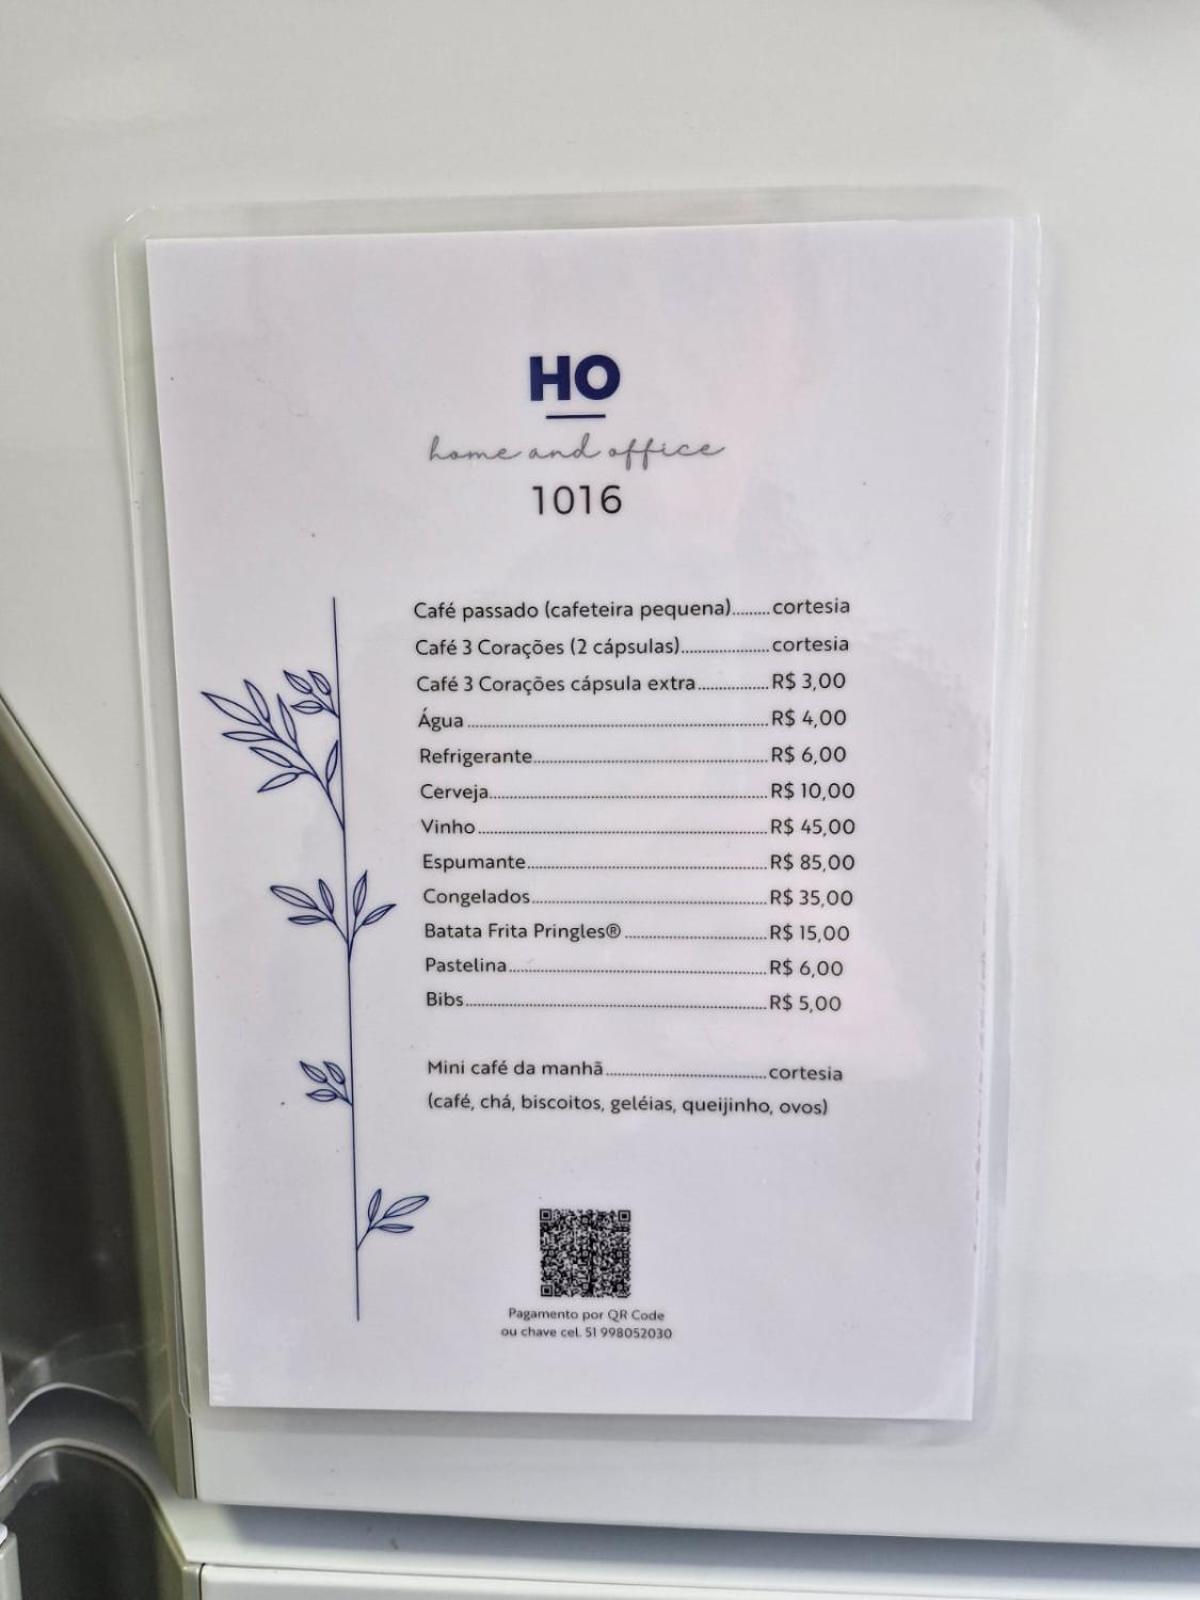 HO
home and office
1016
Café passado (cafeteira pequena)......... cortesia
Café 3 Corações (2 cápsulas)..................... cortesia
Café 3 Corações cápsula extra................. R$ 3,00
Água ........................................................................ R$ 4,00
Refrigerante......................................................... R$ 6,00
Cerveja.................................................................... R$ 10,00
Vinho ...................................................................... R$ 45,00
Espumante........................................................... R$ 85,00
Congelados.......................................................... R$ 35,00
Batata Frita Pringles® ................................... R$ 15,00
Pastelina................................................................ R$ 6,00
Bibs........................................................................... R$ 5,00
Mini café da manhã ....................................... cortesia
(café, chá, biscoitos, geléias, queijinho, ovos)
Pagamento por QR Code
ou chave cel. 51 998052030